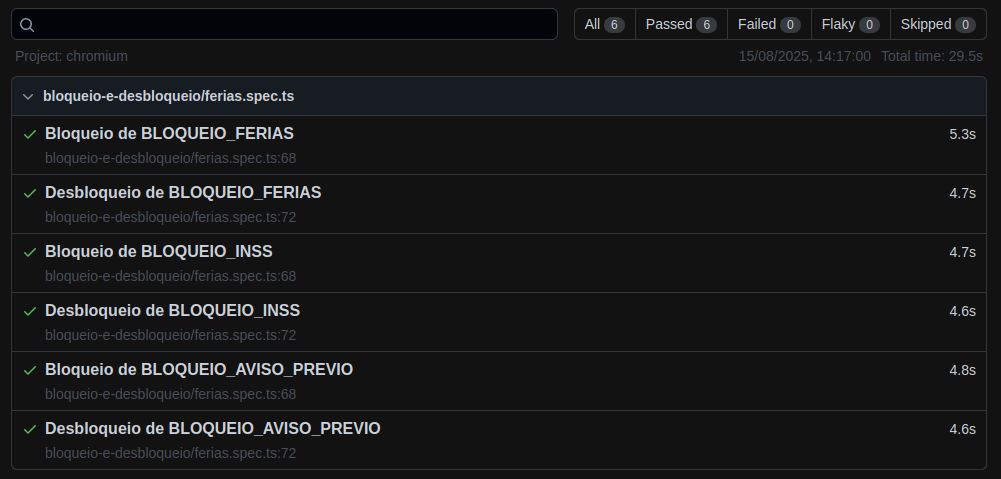 All 6 Passed 6 Failed 0 Flaky 0 Skipped 0
Project: chromium 15/08/2025, 14:17:00 Total time: 29.5s
bloqueio-e-desbloqueio/ferias.spec.ts
Bloqueio de BLOQUEIO_FERIAS 5.3s
bloqueio-e-desbloqueio/ferias.spec.ts:68
Desbloqueio de BLOQUEIO_FERIAS 4.7s
bloqueio-e-desbloqueio/ferias.spec.ts:72
Bloqueio de BLOQUEIO_INSS 4.7s
bloqueio-e-desbloqueio/ferias.spec.ts:68
Desbloqueio de BLOQUEIO_INSS 4.6s
bloqueio-e-desbloqueio/ferias.spec.ts:72
Bloqueio de BLOQUEIO_AVISO_PREVIO 4.8s
bloqueio-e-desbloqueio/ferias.spec.ts:68
Desbloqueio de BLOQUEIO_AVISO_PREVIO 4.6s
bloqueio-e-desbloqueio/ferias.spec.ts:72